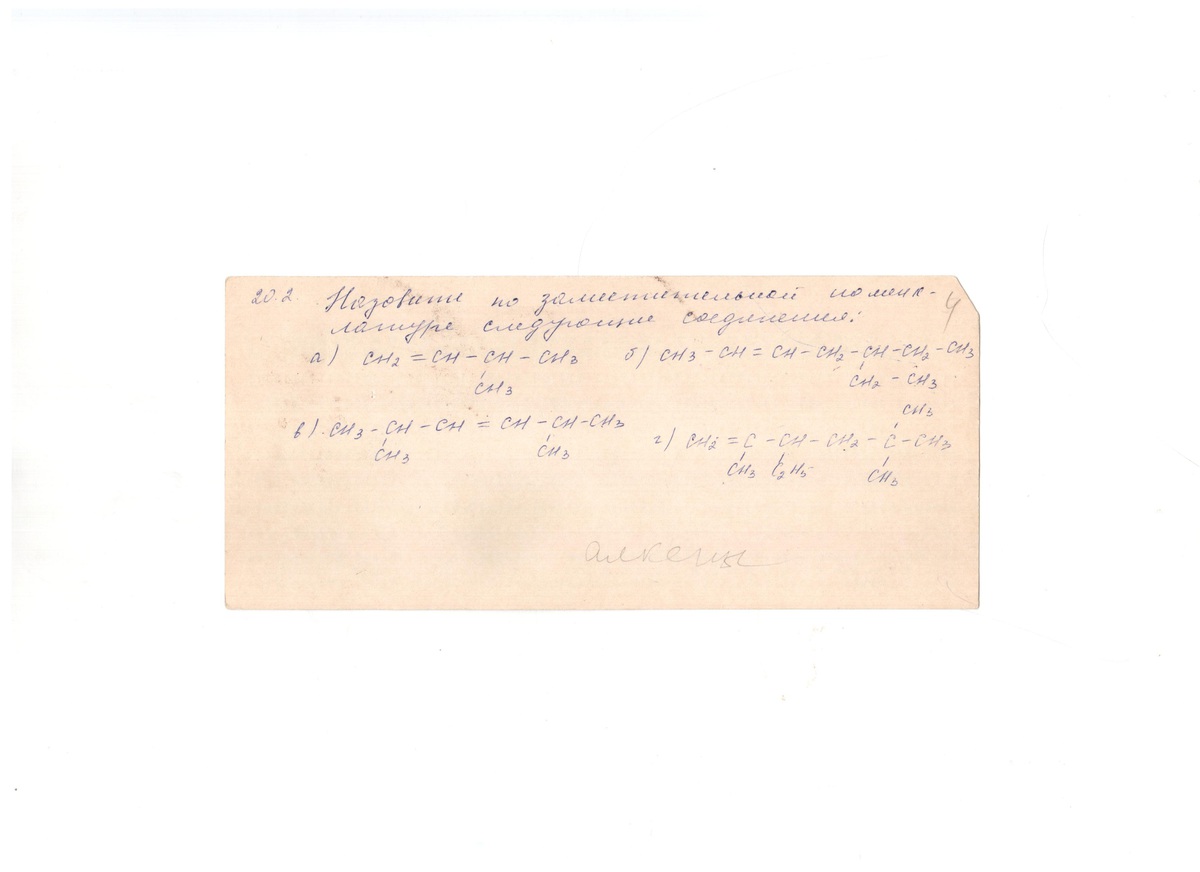 20.2. Назовите по заместительной номенк-
латуре следующие соединения:
4
а) CH2 = CH - CH - CH3
CH3
б) CH3 - CH = CH - CH2 - CH - CH2 - CH3
CH2 - CH3
в) CH3 - CH - CH = CH - CH - CH3
CH3 CH3
CH3
г) CH2 = C - CH - CH2 - C - CH3
CH3 C2H5 CH3
алкены